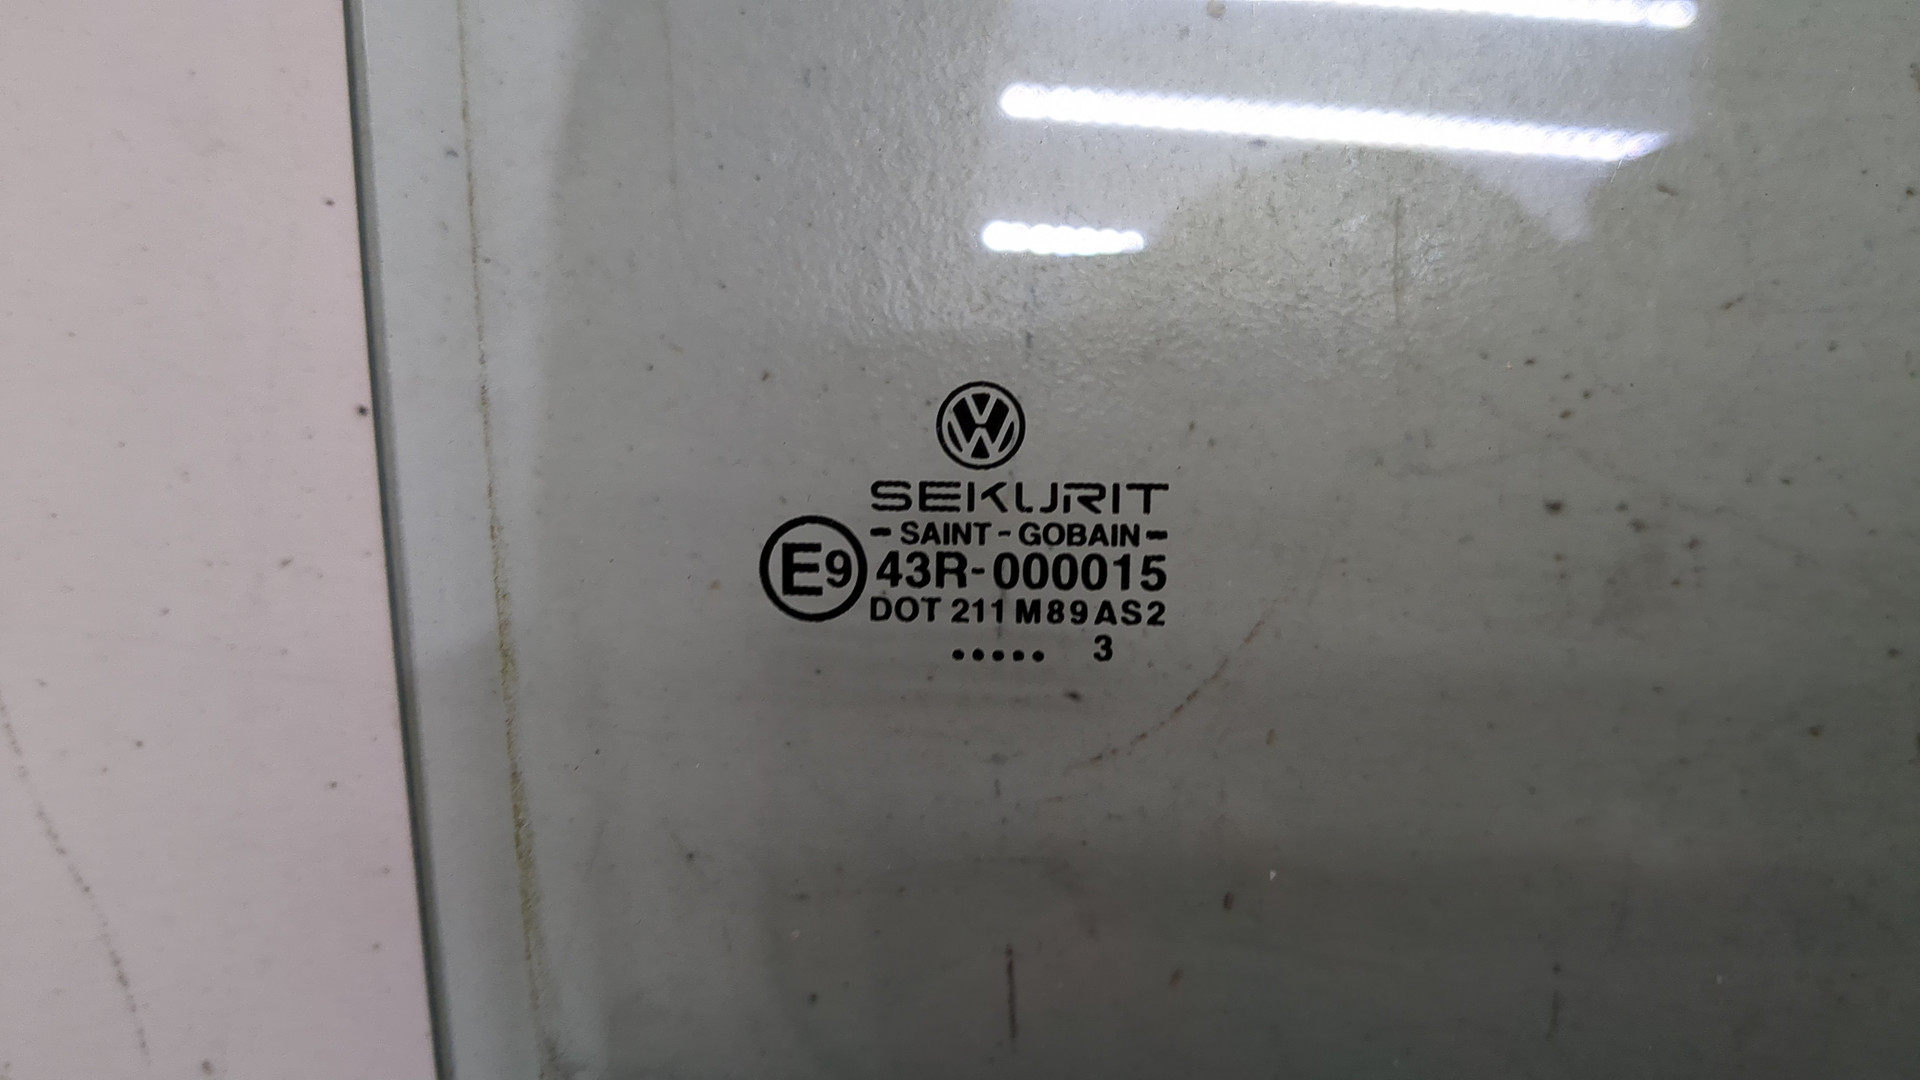 SEKURIT
- SAINT - GOBAIN -
E9 43R-000015
DOT 211 M89 AS2
..... 3